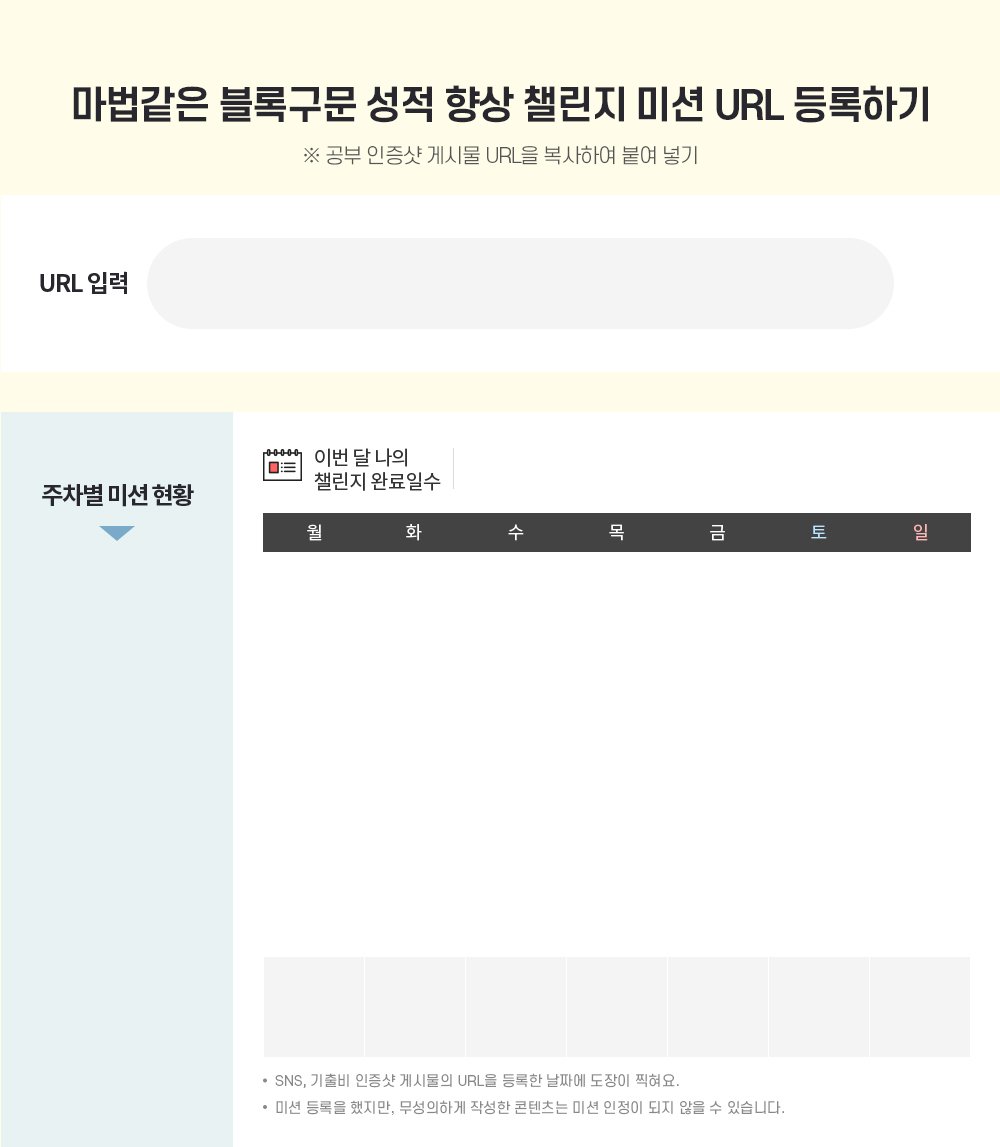 마법같은 블록구문 성적 향상 챌린지 미션 URL 등록하기
※ 공부 인증샷 게시물 URL을 복사하여 붙여 넣기
URL 입력
주차별 미션 현황
이번 달 나의
챌린지 완료일수
월 화 수 목 금 토 일
• SNS, 기출비 인증샷 게시물의 URL을 등록한 날짜에 도장이 찍혀요.
• 미션 등록을 했지만, 무성의하게 작성한 콘텐츠는 미션 인정이 되지 않을 수 있습니다.